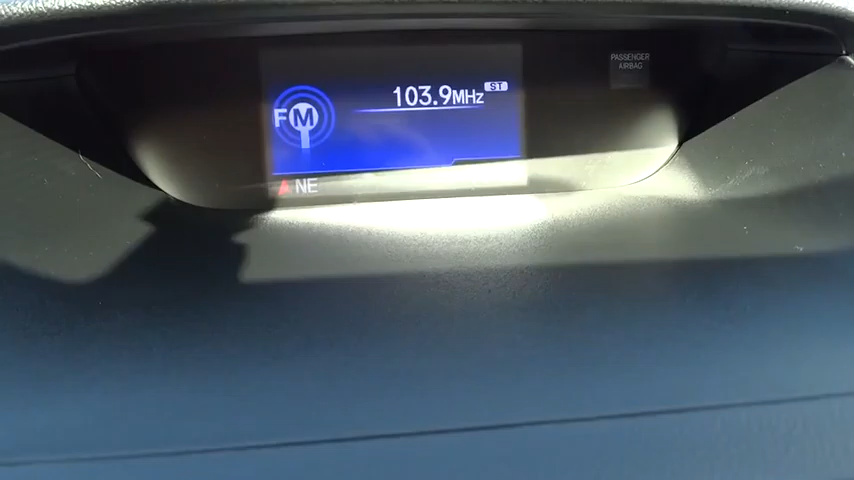 PASSENGER
AIRBAG
103.9MHz
ST
FM
NE